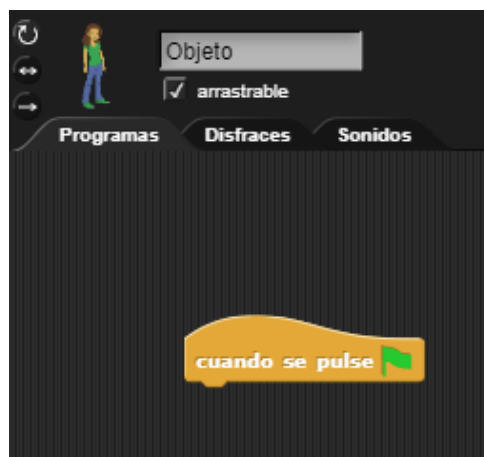 Objeto
arrastrable
Programas Disfraces Sonidos
cuando se pulse